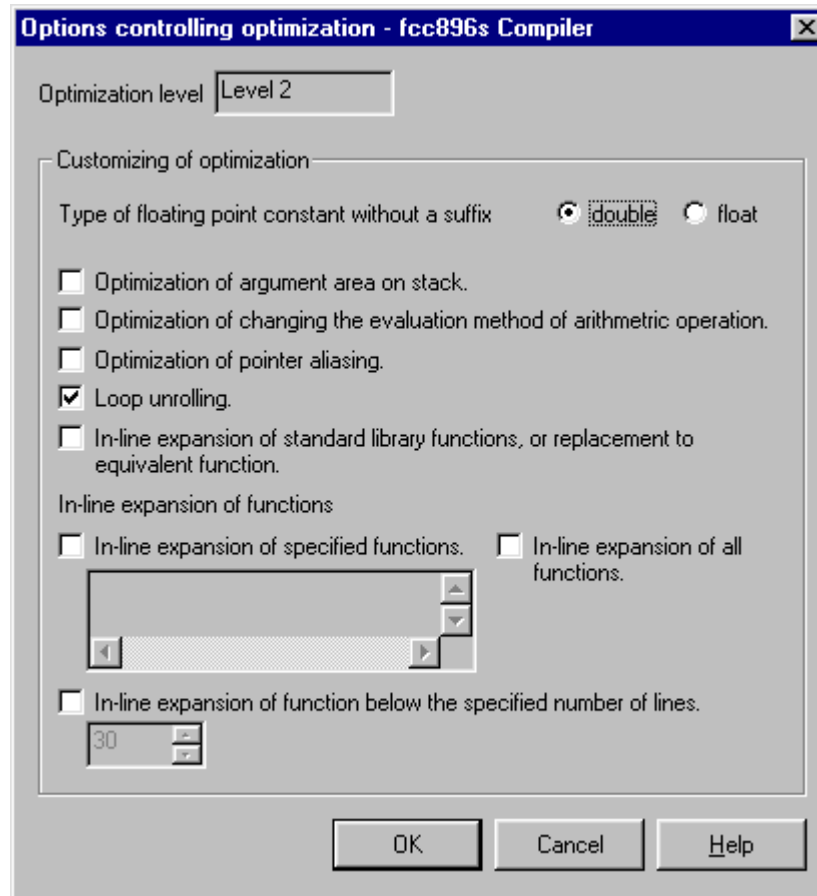 Options controlling optimization - fcc896s Compiler
Optimization level Level 2
Customizing of optimization
Type of floating point constant without a suffix double float
Optimization of argument area on stack.
Optimization of changing the evaluation method of arithmetric operation.
Optimization of pointer aliasing.
Loop unrolling.
In-line expansion of standard library functions, or replacement to
equivalent function.
In-line expansion of functions
In-line expansion of specified functions. In-line expansion of all
functions.
In-line expansion of function below the specified number of lines.
30
OK Cancel Help